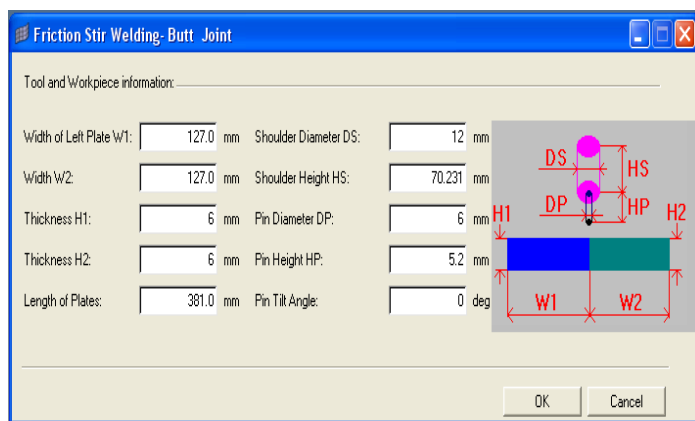 Friction Stir Welding- Butt Joint
Tool and Workpiece information:
Width of Left Plate W1: 127.0 mm Shoulder Diameter DS: 12 mm
Width W2: 127.0 mm Shoulder Height HS: 70.231 mm
Thickness H1: 6 mm Pin Diameter DP: 6 mm
Thickness H2: 6 mm Pin Height HP: 5.2 mm
Length of Plates: 381.0 mm Pin Tilt Angle: 0 deg
DS HS
DP HP
H1 H2
W1 W2
OK Cancel